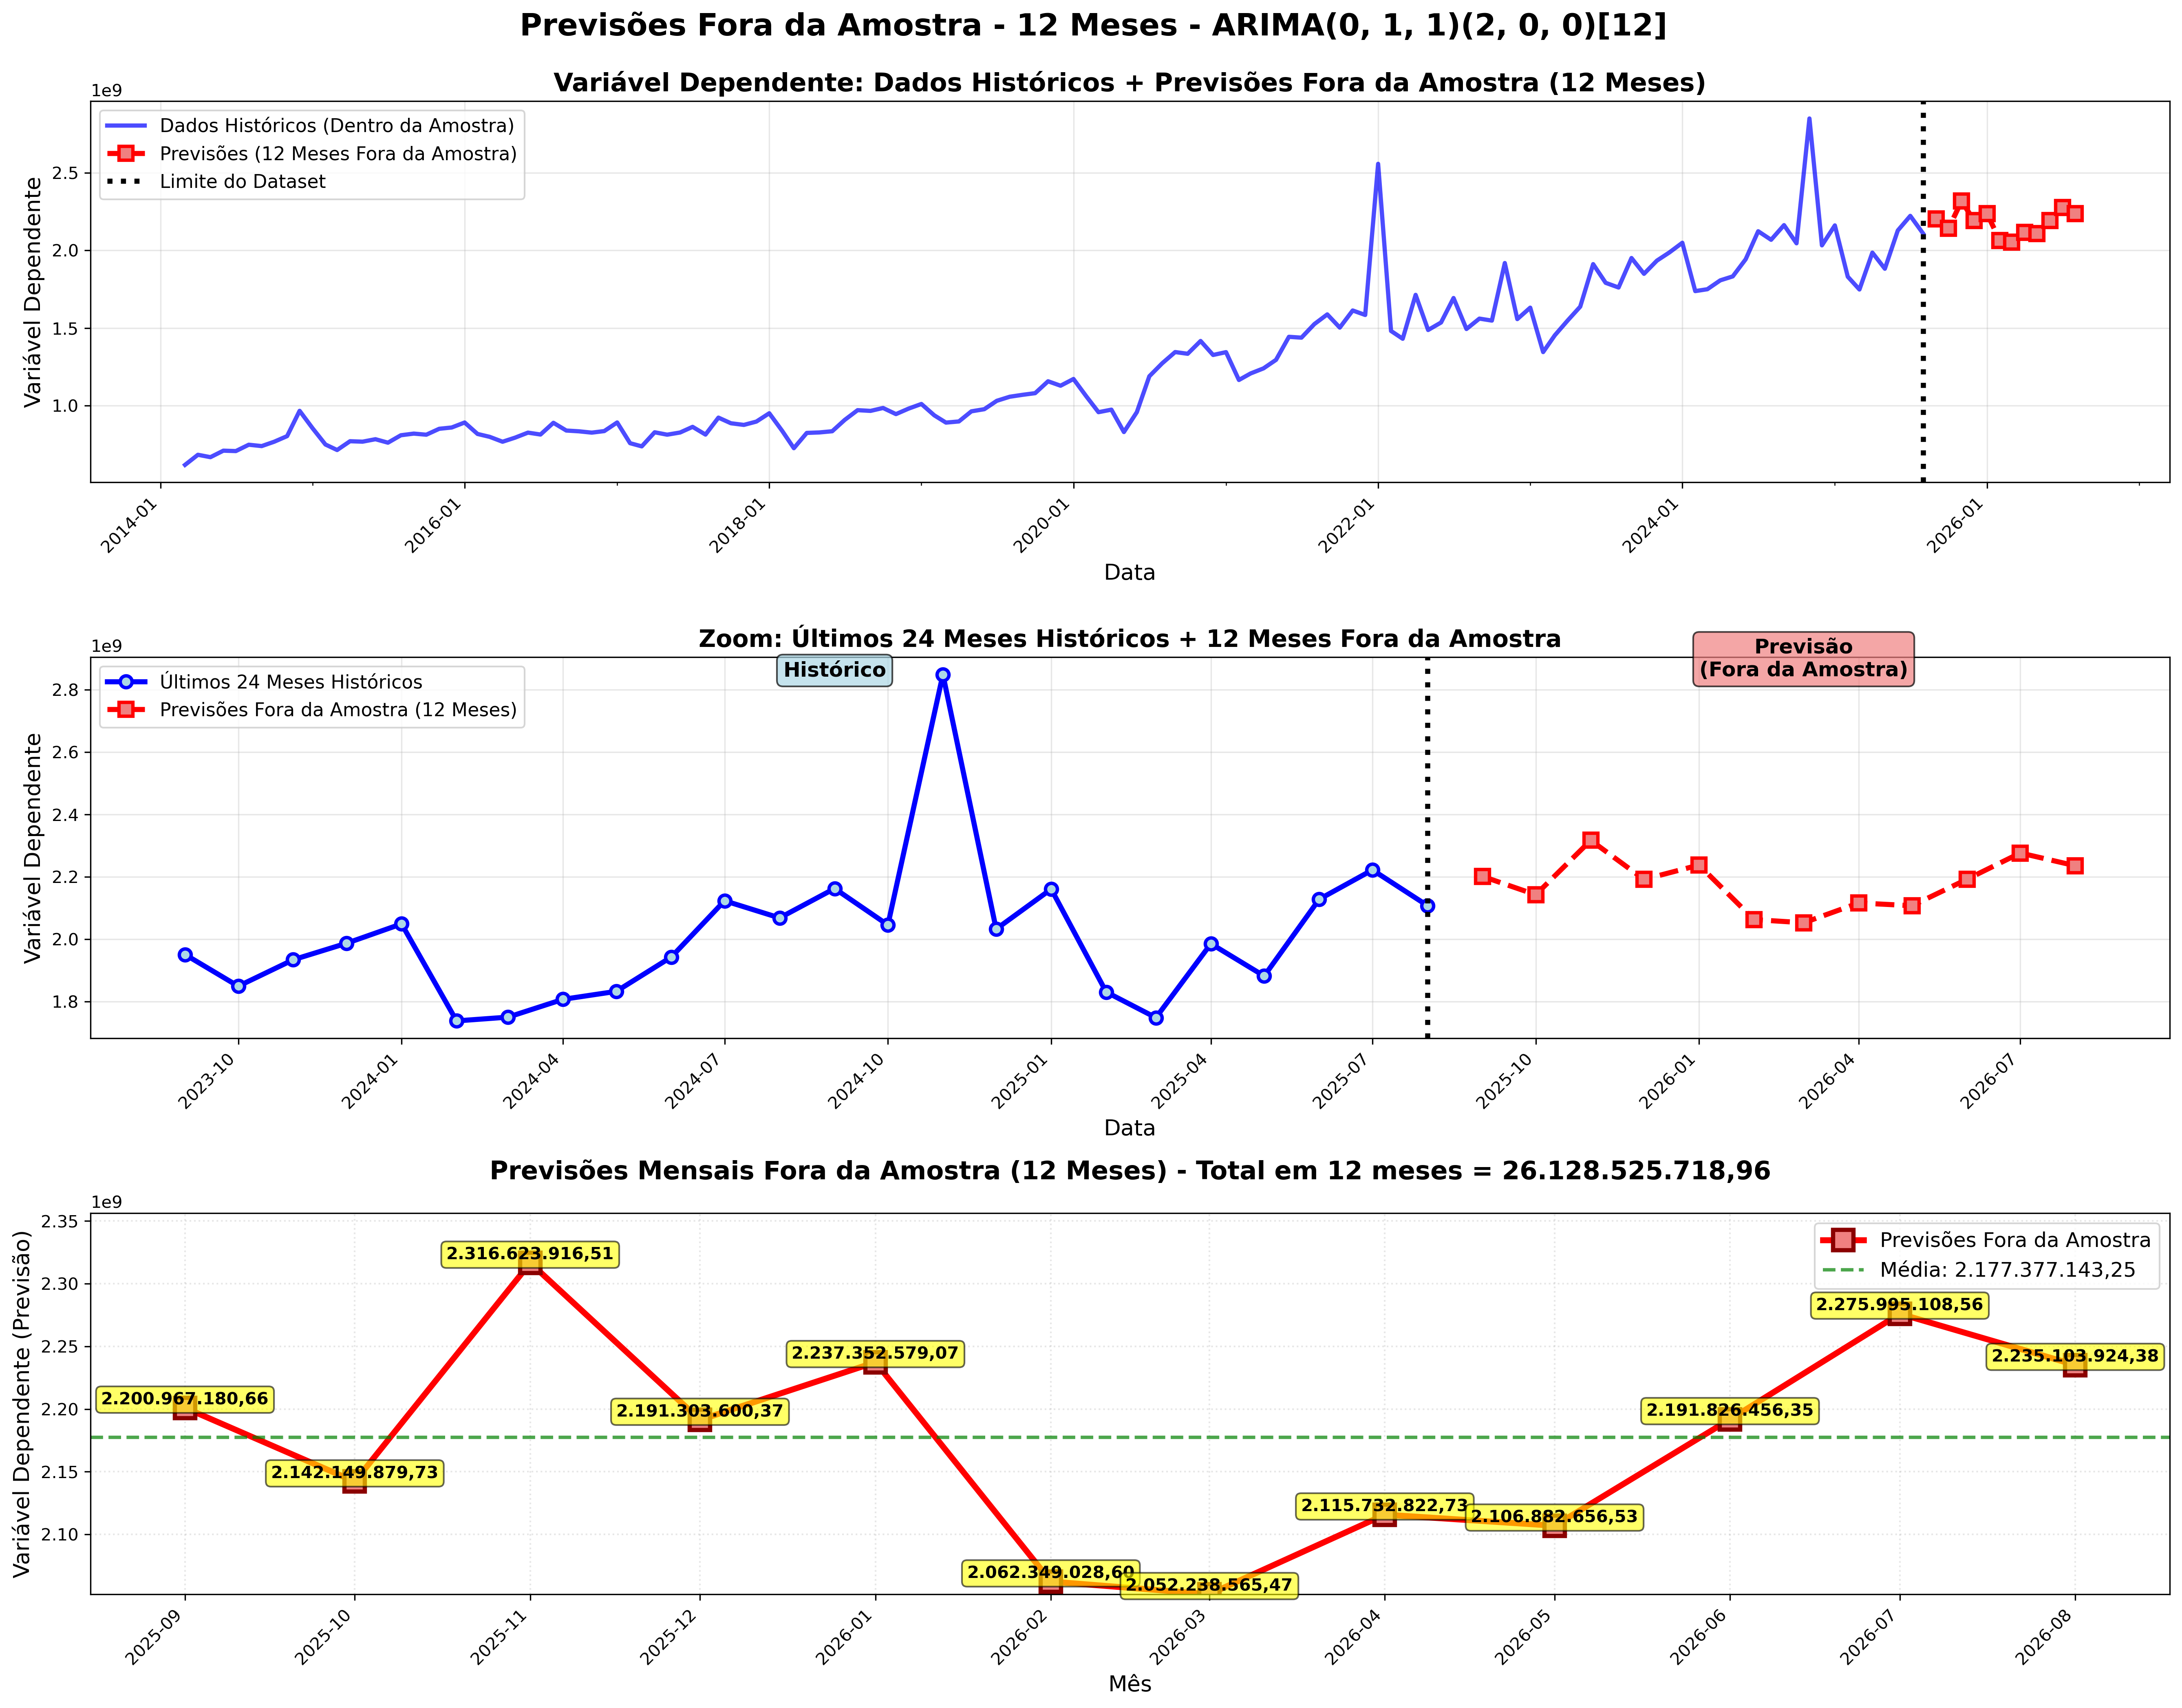 Previsões Fora da Amostra - 12 Meses - ARIMA(0, 1, 1)(2, 0, 0)[12]
Variável Dependente: Dados Históricos + Previsões Fora da Amostra (12 Meses)
1e9
Dados Históricos (Dentro da Amostra)
Previsões (12 Meses Fora da Amostra)
Limite do Dataset
Variável Dependente
2.5
2.0
1.5
1.0
2014-01
2016-01
2018-01
2020-01
2022-01
2024-01
2026-01
Data
Zoom: Últimos 24 Meses Históricos + 12 Meses Fora da Amostra
1e9
Últimos 24 Meses Históricos
Previsões Fora da Amostra (12 Meses)
Histórico
Previsão
(Fora da Amostra)
Variável Dependente
2.8
2.6
2.4
2.2
2.0
1.8
2023-10
2024-01
2024-04
2024-07
2024-10
2025-01
2025-04
2025-07
2025-10
2026-01
2026-04
2026-07
Data
Previsões Mensais Fora da Amostra (12 Meses) - Total em 12 meses = 26.128.525.718,96
1e9
Previsões Fora da Amostra
Média: 2.177.377.143,25
Variável Dependente (Previsão)
2.35
2.30
2.25
2.20
2.15
2.10
2.200.967.180,66
2.142.149.879,73
2.316.623.916,51
2.191.303.600,37
2.237.352.579,07
2.062.349.028,60
2.052.238.565,47
2.115.732.822,73
2.106.882.656,53
2.191.826.456,35
2.275.995.108,56
2.235.103.924,38
2025-09
2025-10
2025-11
2025-12
2026-01
2026-02
2026-03
2026-04
2026-05
2026-06
2026-07
2026-08
Mês